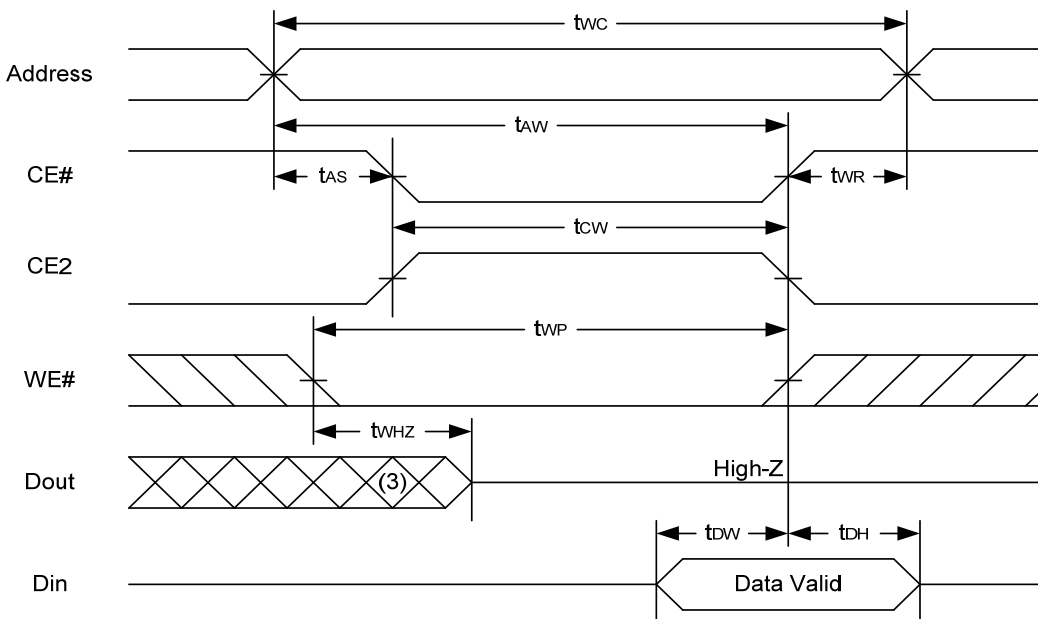 tWC
Address
tAW
CE#
tAS
tWR
tCW
CE2
tWP
WE#
tWHZ
Dout
(3)
High-Z
tDW
tDH
Din
Data Valid